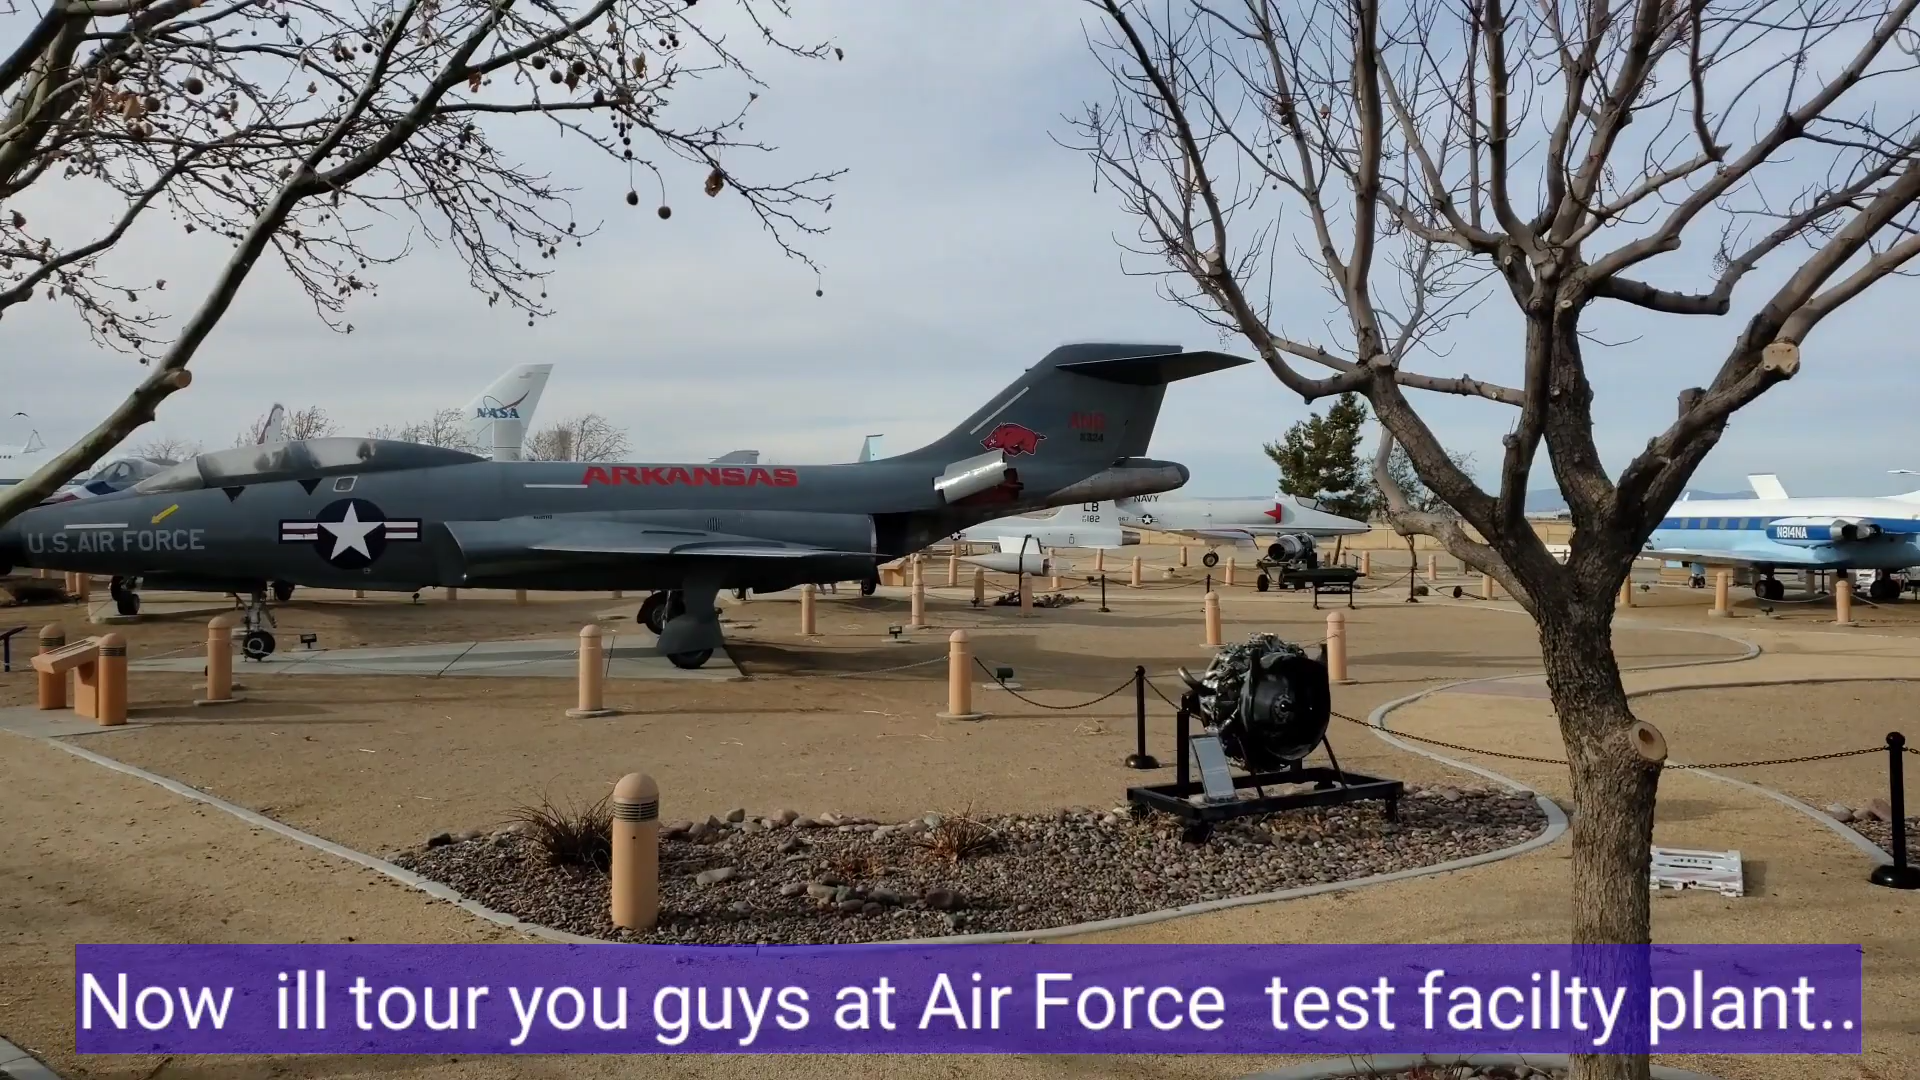 NASA
ARKANSAS
ANG
U.S.AIR FORCE
NAVY
LB
182
N814NA
Now  ill tour you guys at Air Force  test facilty plant..